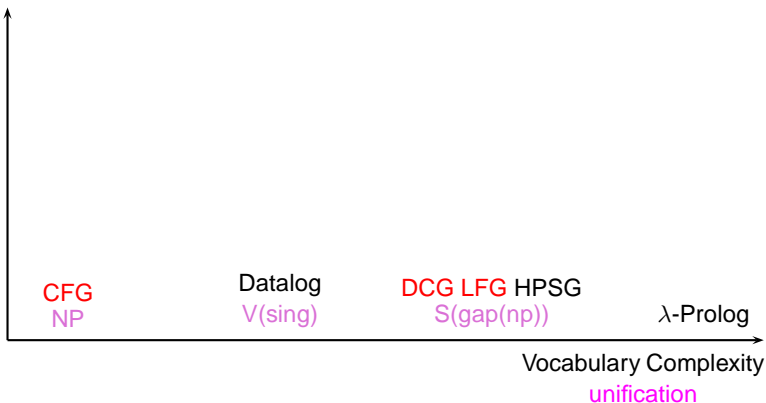 CFG
NP
Datalog
V(sing)
DCG LFG HPSG
S(gap(np))
λ-Prolog
Vocabulary Complexity
unification